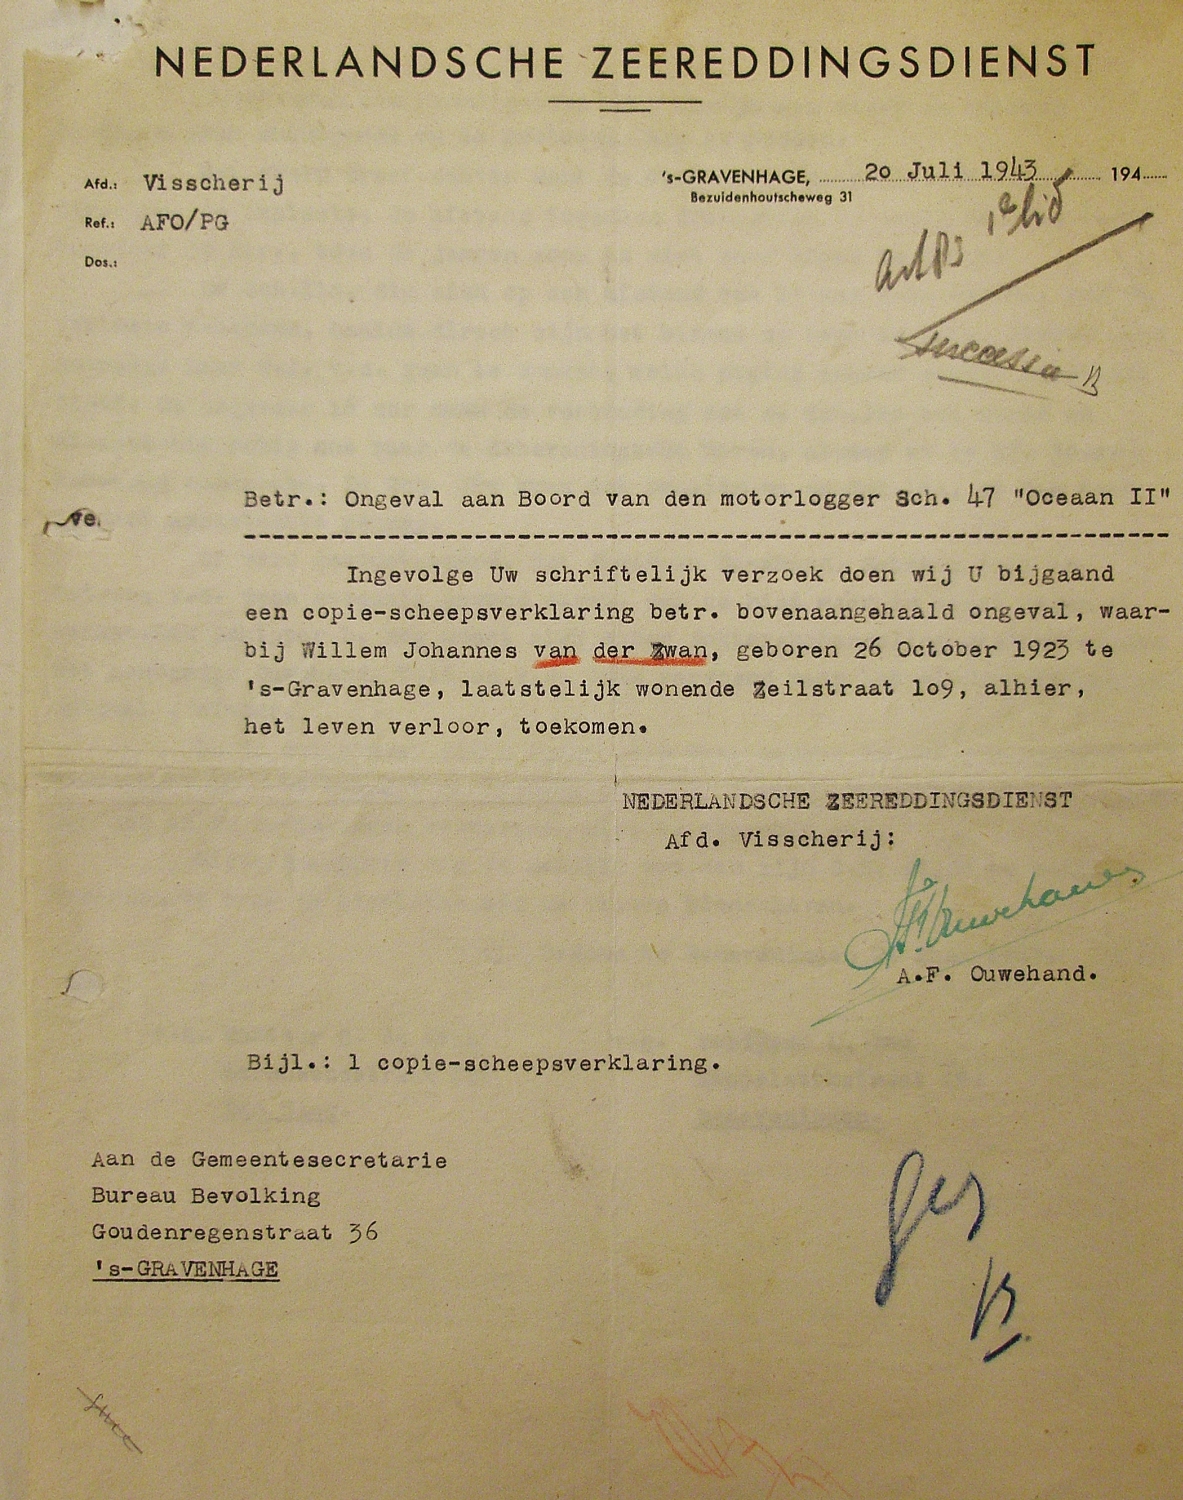 NEDERLANDSCHE ZEEREDDINGSDIENST
Afd.: Visscherij
's-GRAVENHAGE, 20 Juli 1943 194
Bezuidenhoutscheweg 31
Ref.: AFO/PG
Dos.:
successie B
Betr.: Ongeval aan Boord van den motorlogger Sch. 47 "Oceaan II"
ve.
Ingevolge Uw schriftelijk verzoek doen wij U bijgaand
een copie-scheepsverklaring betr. bovenaangehaald ongeval, waar-
bij Willem Johannes van der Zwan, geboren 26 October 1923 te
's-Gravenhage, laatstelijk wonende Zeilstraat 1o9, alhier,
het leven verloor, toekomen.
NEDERLANDSCHE ZEEREDDINGSDIENST
Afd. Visscherij:
A.F. Ouwehand.
Bijl.: 1 copie-scheepsverklaring.
Aan de Gemeentesecretarie
Bureau Bevolking
Goudenregenstraat 36
's-GRAVENHAGE